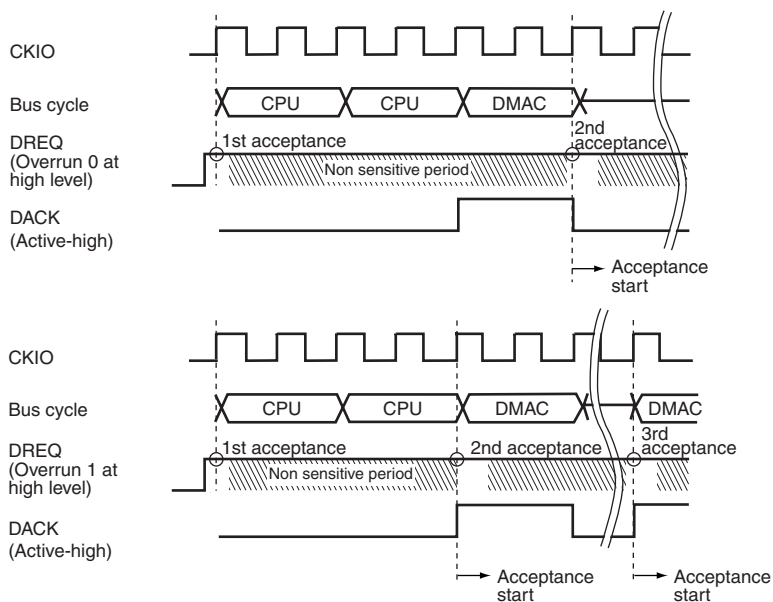 CKIO
Bus cycle
CPU
CPU
DMAC
DREQ
(Overrun 0 at
high level)
1st acceptance
2nd
acceptance
Non sensitive period
DACK
(Active-high)
Acceptance
start
CKIO
Bus cycle
CPU
CPU
DMAC
DMAC
DREQ
(Overrun 1 at
high level)
1st acceptance
2nd acceptance
3rd
acceptance
Non sensitive period
DACK
(Active-high)
Acceptance
start
Acceptance
start